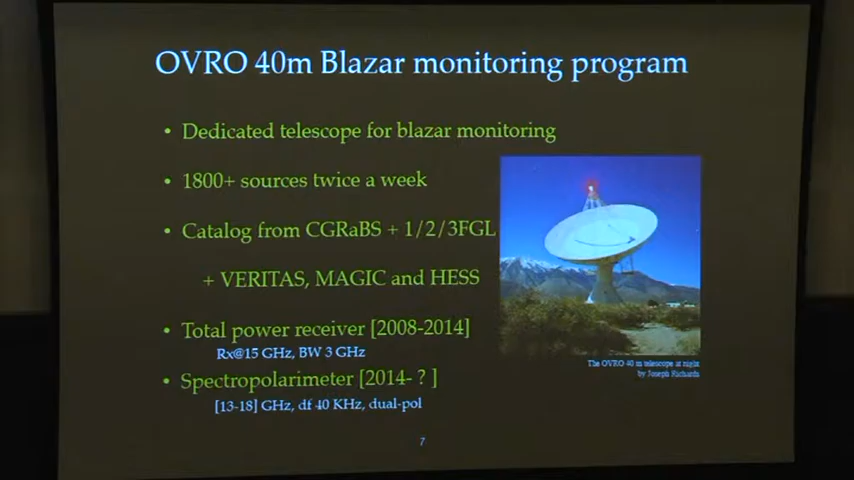 OVRO 40m Blazar monitoring program
• Dedicated telescope for blazar monitoring
• 1800+ sources twice a week
• Catalog from CGRaBS + 1/2/3FGL
+ VERITAS, MAGIC and HESS
• Total power receiver [2008-2014]
Rx@15 GHz, BW 3 GHz
• Spectropolarimeter [2014- ? ]
[13-18] GHz, df 40 KHz, dual-pol
The OVRO 40 m telescope at night
by Joseph Richards
7